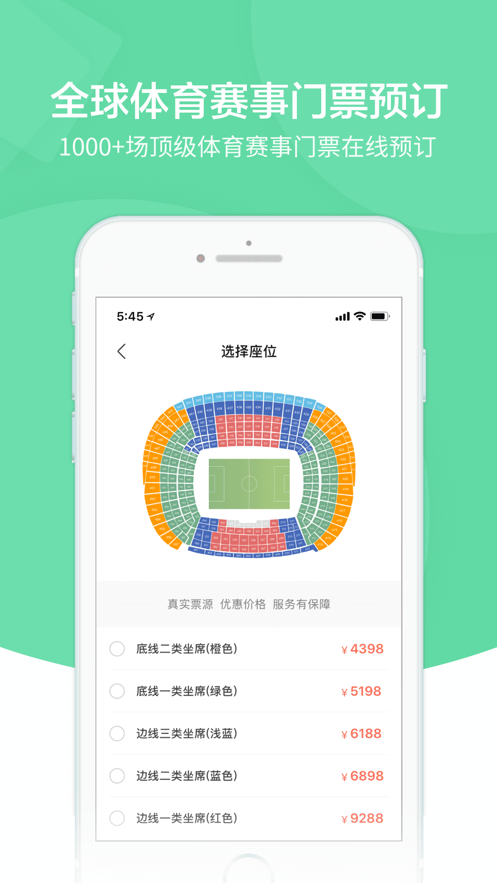 全球体育赛事门票预订
1000+场顶级体育赛事门票在线预订
5:45
选择座位
真实票源 优惠价格 服务有保障
底线二类坐席(橙色) ¥ 4398
底线一类坐席(绿色) ¥ 5198
边线三类坐席(浅蓝) ¥ 6188
边线二类坐席(蓝色) ¥ 6898
边线一类坐席(红色) ¥ 9288